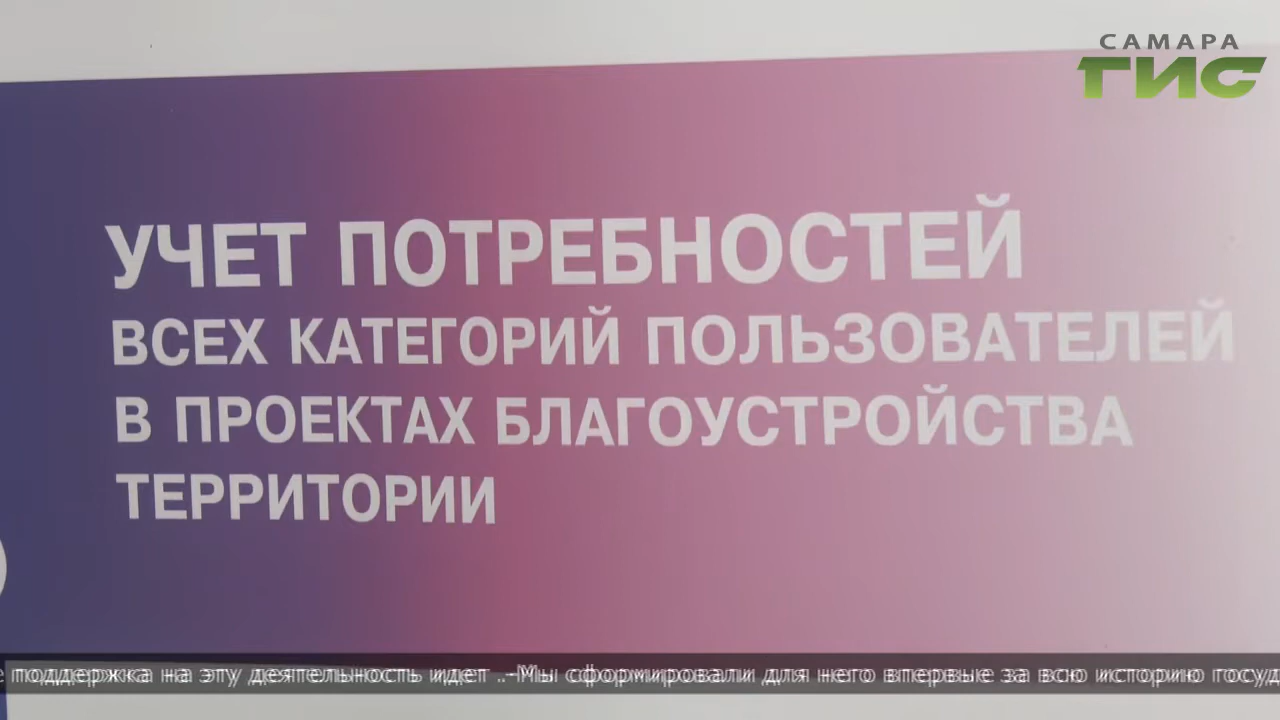 САМАРА
ГИС
УЧЕТ ПОТРЕБНОСТЕЙ
ВСЕХ КАТЕГОРИЙ ПОЛЬЗОВАТЕЛЕЙ
В ПРОЕКТАХ БЛАГОУСТРОЙСТВА
ТЕРРИТОРИИ
поддержка на эту деятельность идет ..-Мы сформировали для него впервые за всю историю